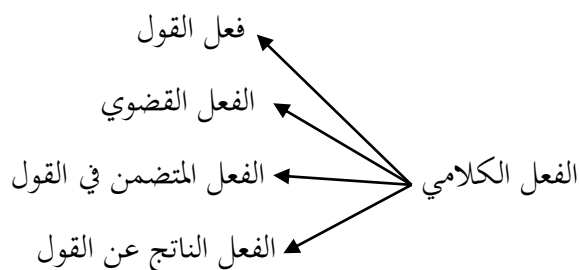 فعل القول
الفعل القضوي
الفعل الكلامي
الفعل المتضمن في القول
الفعل الناتج عن القول